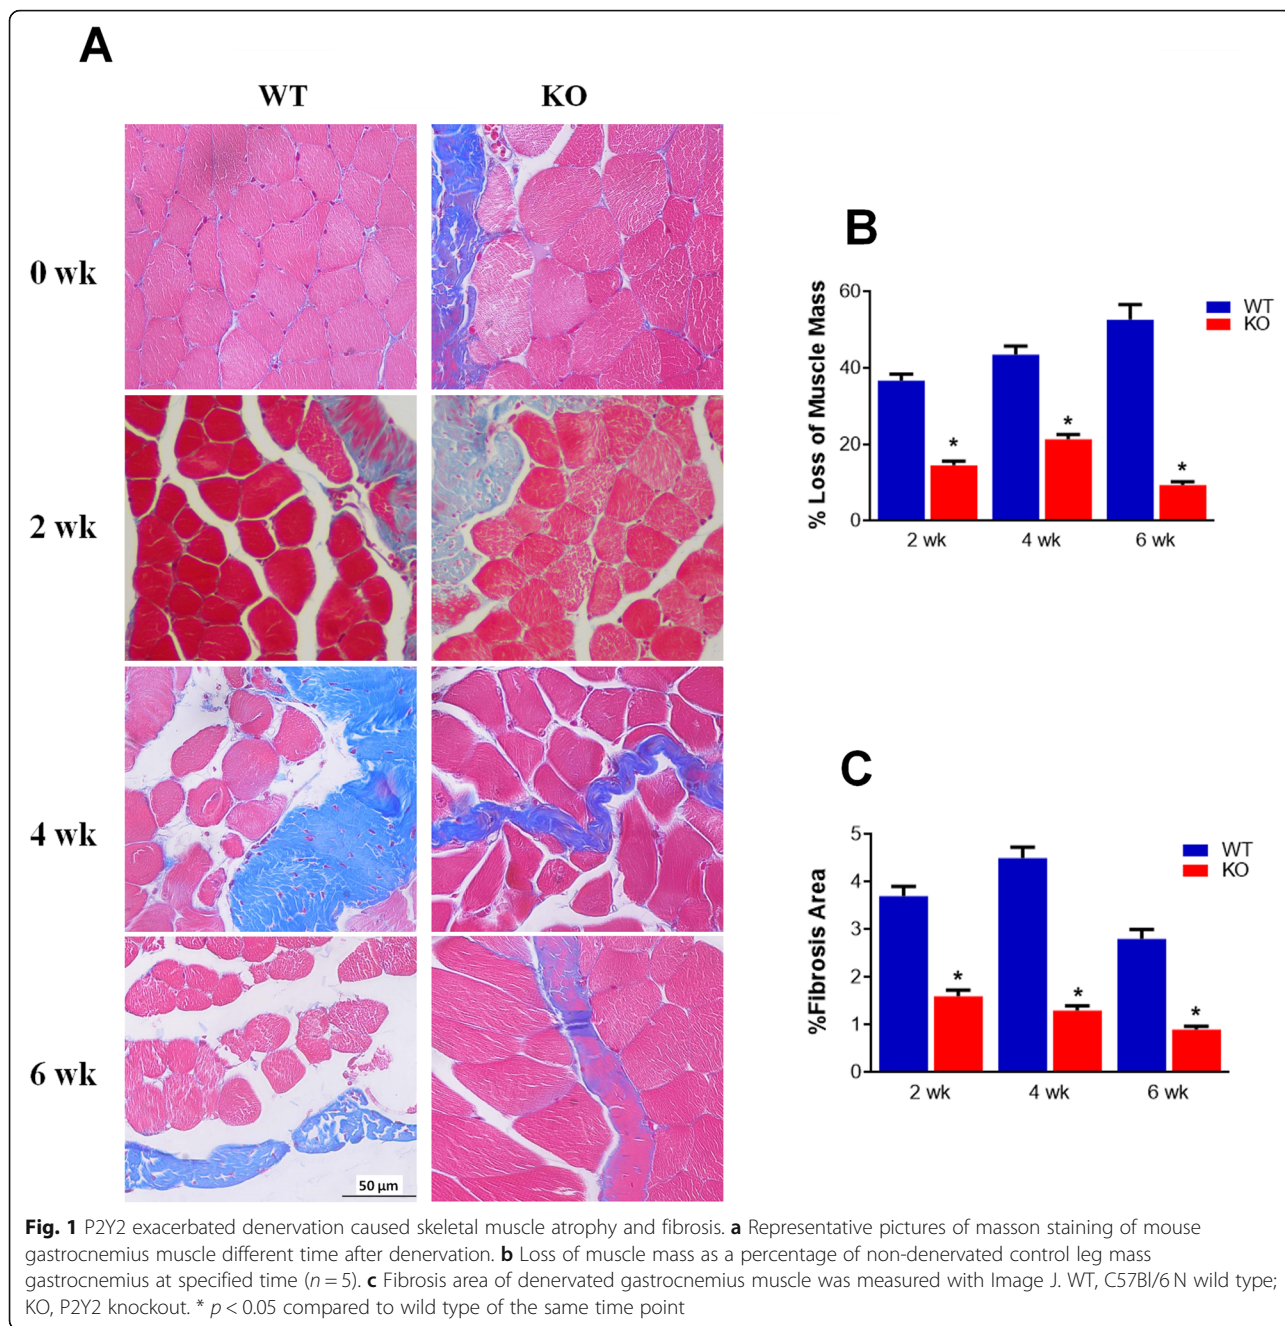 A
WT
KO
0 wk
2 wk
4 wk
6 wk
50 µm
B
% Loss of Muscle Mass
60
40
20
0
WT
KO
*
*
*
2 wk
4 wk
6 wk
C
%Fibrosis Area
5
4
3
2
1
0
WT
KO
*
*
*
2 wk
4 wk
6 wk
Fig. 1 P2Y2 exacerbated denervation caused skeletal muscle atrophy and fibrosis. a Representative pictures of masson staining of mouse
gastrocnemius muscle different time after denervation. b Loss of muscle mass as a percentage of non-denervated control leg mass
gastrocnemius at specified time (n = 5). c Fibrosis area of denervated gastrocnemius muscle was measured with Image J. WT, C57Bl/6 N wild type;
KO, P2Y2 knockout. * p < 0.05 compared to wild type of the same time point